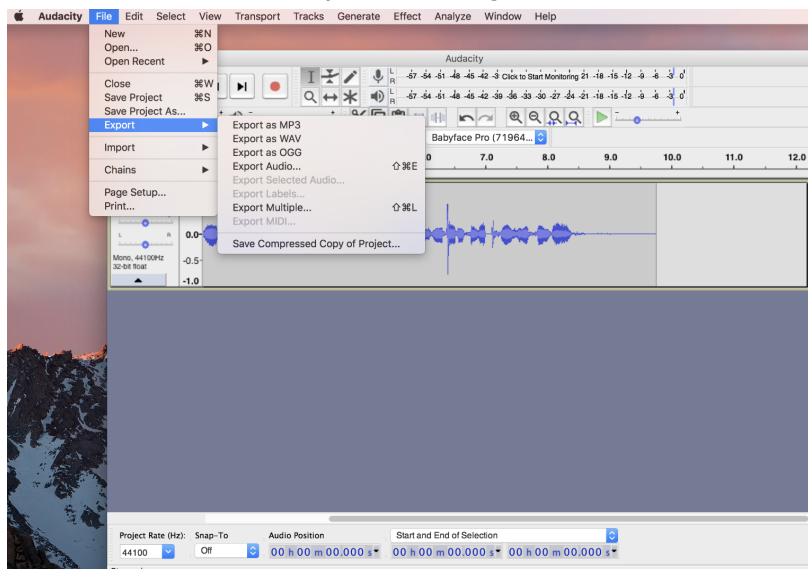 Audacity File Edit Select View Transport Tracks Generate Effect Analyze Window Help
New ⌘N
Open... ⌘O
Open Recent ▶
Close ⌘W
Save Project ⌘S
Save Project As...
Export ▶
Import ▶
Chains ▶
Page Setup...
Print...
Export as MP3
Export as WAV
Export as OGG
Export Audio... ⇧⌘E
Export Selected Audio...
Export Labels...
Export Multiple... ⇧⌘L
Export MIDI...
Save Compressed Copy of Project...
Audacity
L R -57 -54 -51 -48 -45 -42 -3 Click to Start Monitoring 21 -18 -15 -12 -9 -6 -3 0
L R -57 -54 -51 -48 -45 -42 -39 -36 -33 -30 -27 -24 -21 -18 -15 -12 -9 -6 -3 0
Babyface Pro (71964...
0 7.0 8.0 9.0 10.0 11.0 12.0
L R 0.0
Mono, 44100Hz -0.5
32-bit float
-1.0
Project Rate (Hz): Snap-To Audio Position Start and End of Selection
44100 Off 00 h 00 m 00.000 s 00 h 00 m 00.000 s 00 h 00 m 00.000 s